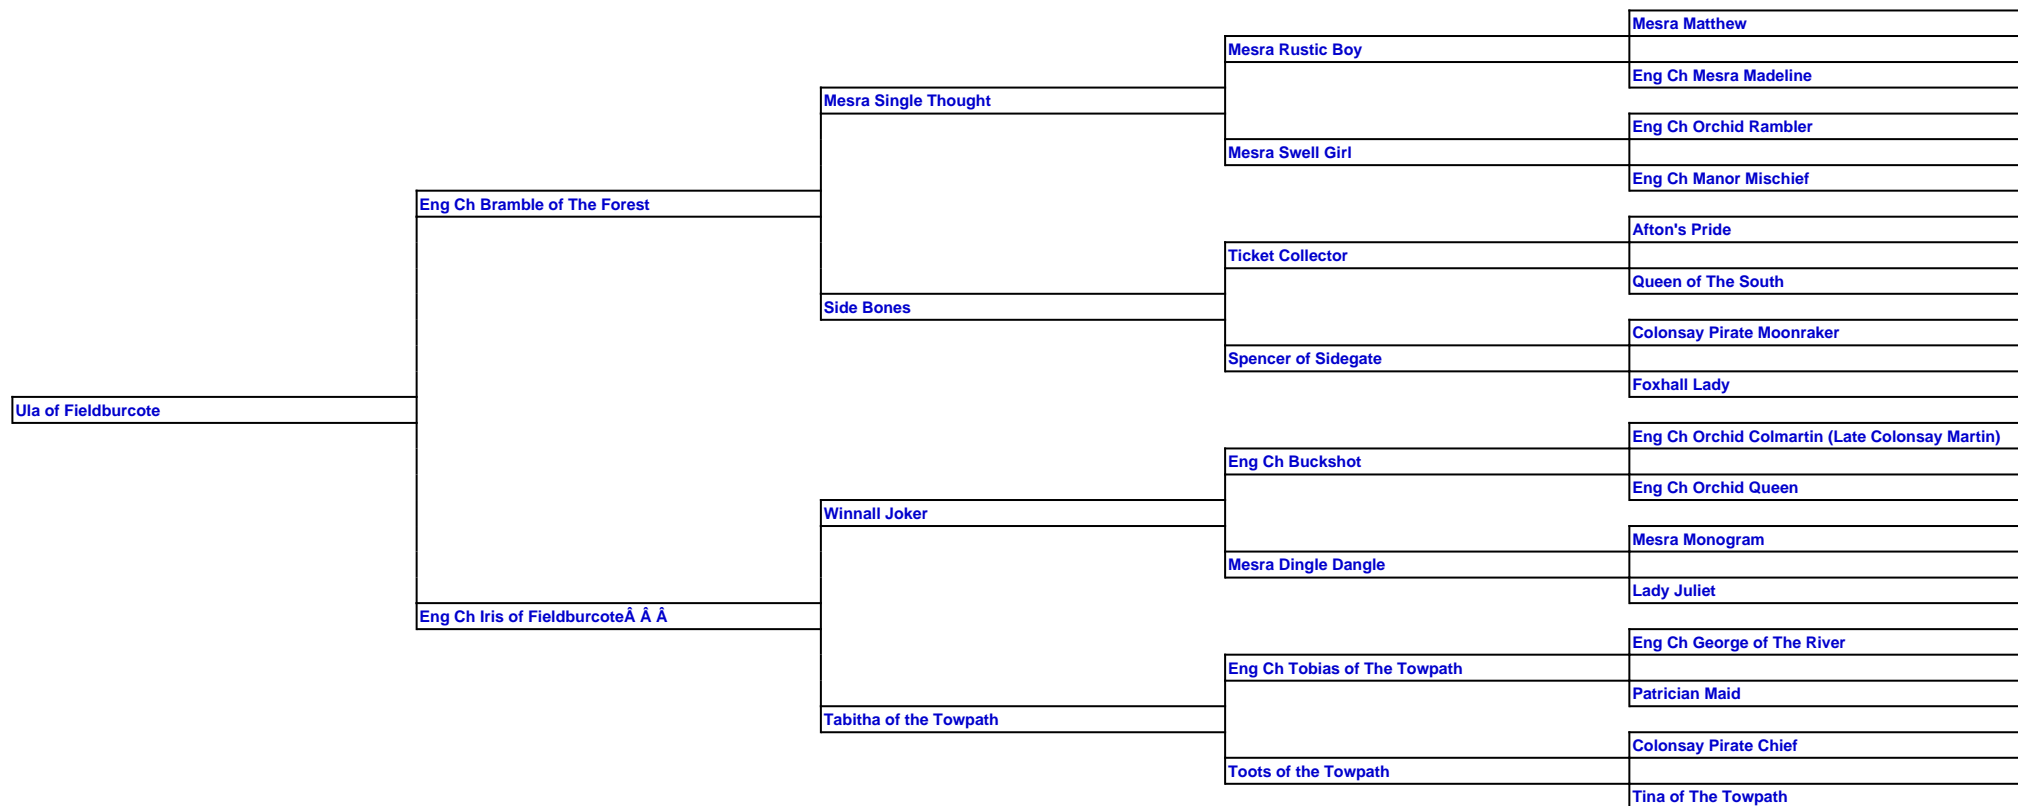 Mesra Matthew
Mesra Rustic Boy
Eng Ch Mesra Madeline
Mesra Single Thought
Eng Ch Orchid Rambler
Mesra Swell Girl
Eng Ch Manor Mischief
Eng Ch Bramble of The Forest
Afton's Pride
Ticket Collector
Queen of The South
Side Bones
Colonsay Pirate Moonraker
Spencer of Sidegate
Foxhall Lady
Ula of Fieldburcote
Eng Ch Orchid Colmartin (Late Colonsay Martin)
Eng Ch Buckshot
Eng Ch Orchid Queen
Winnall Joker
Mesra Monogram
Mesra Dingle Dangle
Lady Juliet
Eng Ch Iris of FieldburcoteÂ Â Â
Eng Ch George of The River
Eng Ch Tobias of The Towpath
Patrician Maid
Tabitha of the Towpath
Colonsay Pirate Chief
Toots of the Towpath
Tina of The Towpath